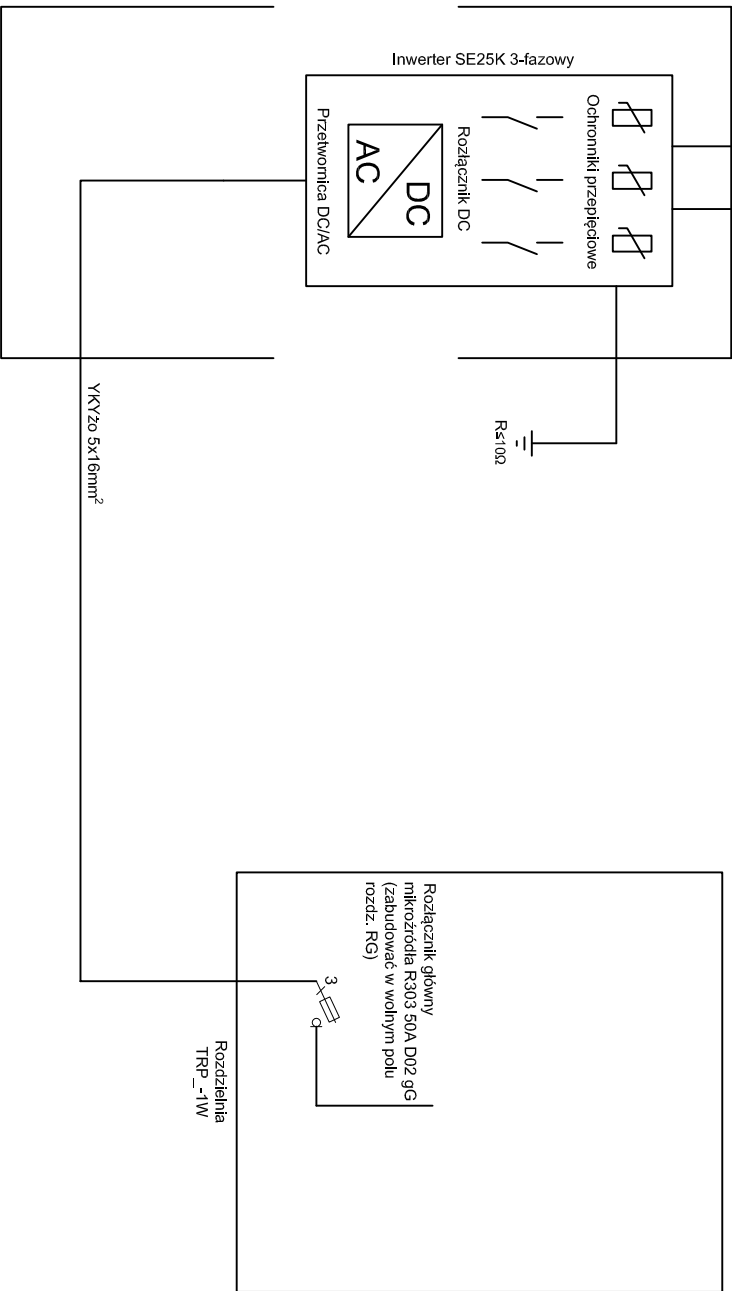 Inwerter SE25K 3-fazowy
Ochronniki przepięciowe
Rozłącznik DC
DC
AC
Przetwornica DC/AC
R≤10Ω
YKYżo 5x16mm²
Rozłącznik główny
mikroźródła R303 50A D02 gG
(zabudować w wolnym polu
rozdz. RG)
3
Rozdzielnia
TRP_-1W